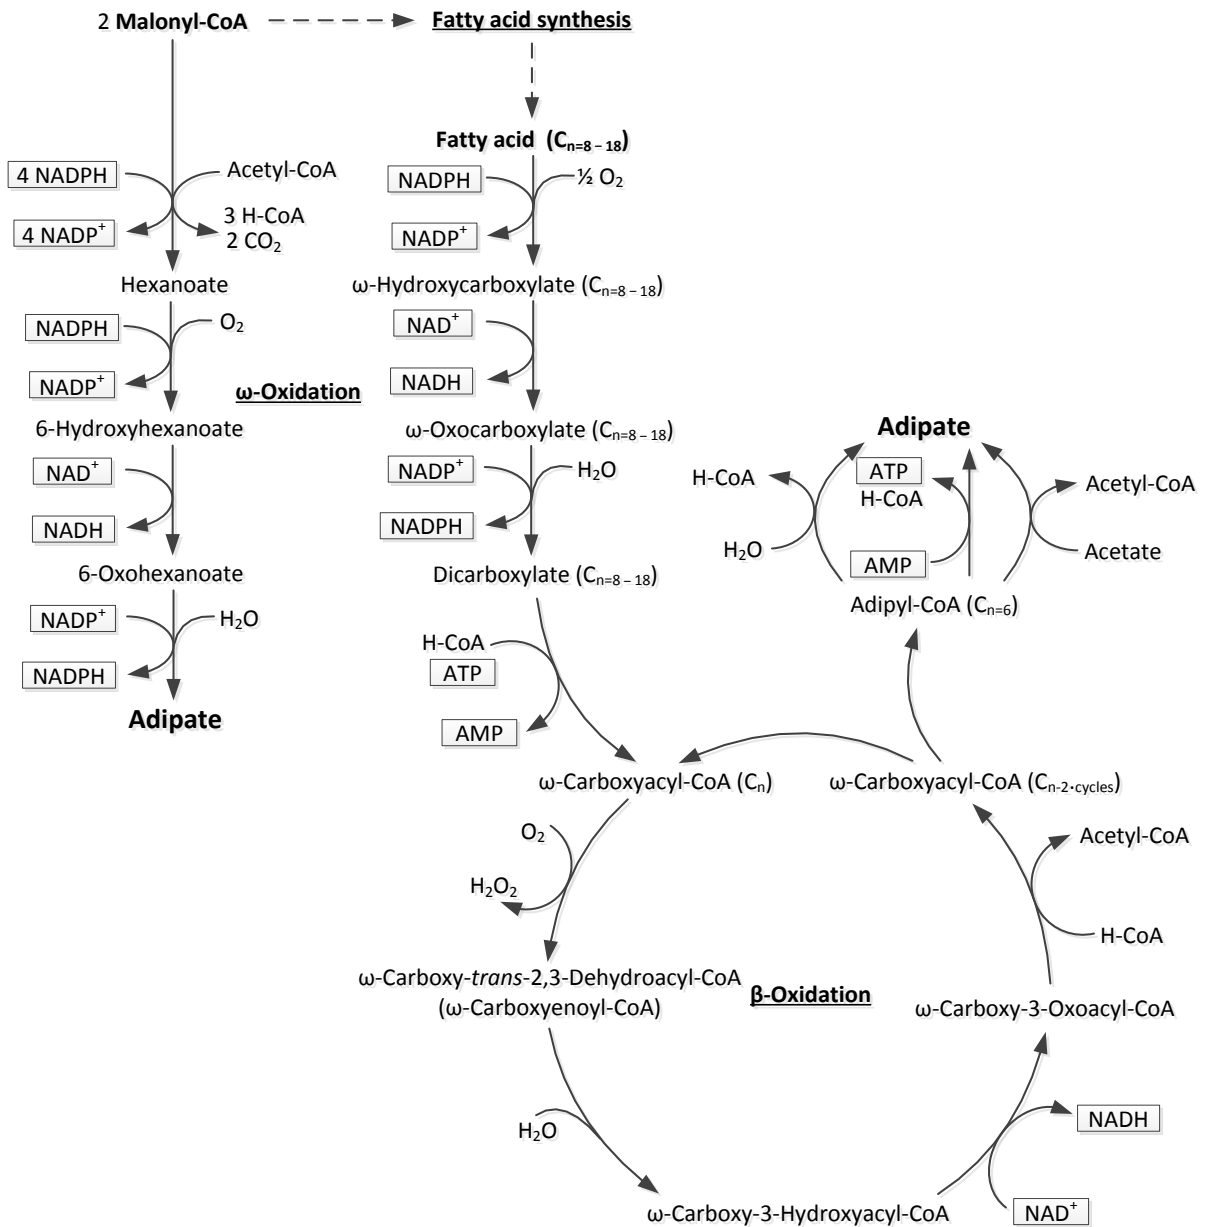 2 Malonyl-CoA
Fatty acid synthesis
Fatty acid (Cn=8 – 18)
4 NADPH
Acetyl-CoA
4 NADP+
3 H-CoA
2 CO2
NADPH
½ O2
NADP+
Hexanoate
ω-Hydroxycarboxylate (Cn=8 – 18)
NADPH
O2
NADP+
NAD+
NADH
ω-Oxidation
6-Hydroxyhexanoate
ω-Oxocarboxylate (Cn=8 – 18)
NAD+
NADH
NADP+
H2O
NADPH
6-Oxohexanoate
Dicarboxylate (Cn=8 – 18)
NADP+
H2O
NADPH
Adipate
H-CoA
ATP
AMP
Adipate
H-CoA
ATP
H-CoA
Acetyl-CoA
H2O
AMP
Acetate
Adipyl-CoA (Cn=6)
ω-Carboxyacyl-CoA (Cn)
ω-Carboxyacyl-CoA (Cn-2•cycles)
O2
H2O2
Acetyl-CoA
H-CoA
ω-Carboxy-trans-2,3-Dehydroacyl-CoA
(ω-Carboxyenoyl-CoA)
β-Oxidation
ω-Carboxy-3-Oxoacyl-CoA
H2O
NADH
NAD+
ω-Carboxy-3-Hydroxyacyl-CoA